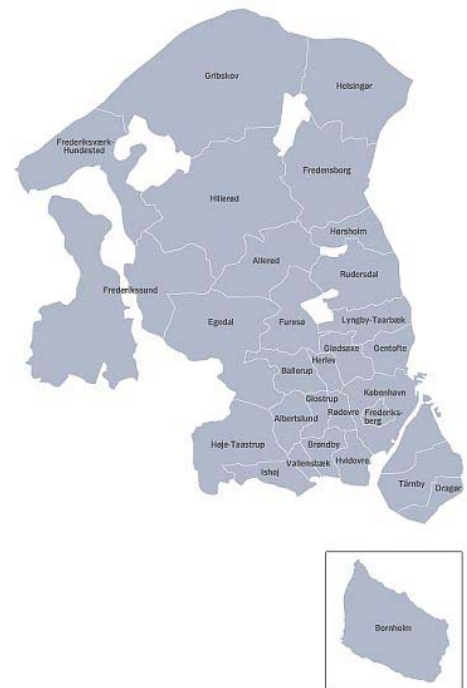 Gribskov
Helsingør
Frederiksværk-
Hundested
Fredensborg
Hillerød
Hørsholm
Allerød
Rudersdal
Frederikssund
Egedal
Furesø
Lyngby-Taarbæk
Gladsaxe
Gentofte
Herlev
Ballerup
København
Glostrup
Rødovre
Frederiks-
berg
Albertslund
Høje-Taastrup
Brøndby
Vallensbæk
Hvidovre
Ishøj
Tårnby
Dragør
Bornholm